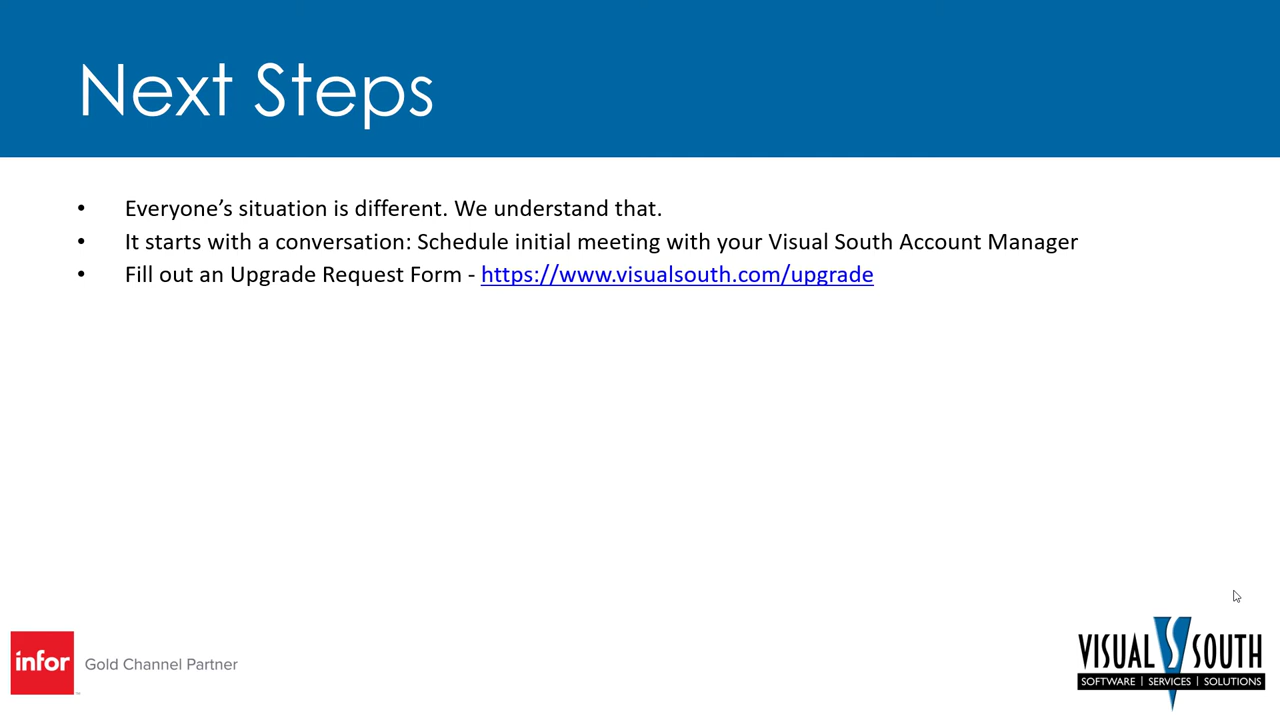 Next Steps
• Everyone’s situation is different. We understand that.
• It starts with a conversation: Schedule initial meeting with your Visual South Account Manager
• Fill out an Upgrade Request Form - https://www.visualsouth.com/upgrade
infor
Gold Channel Partner
VISUAL SOUTH
SOFTWARE | SERVICES | SOLUTIONS